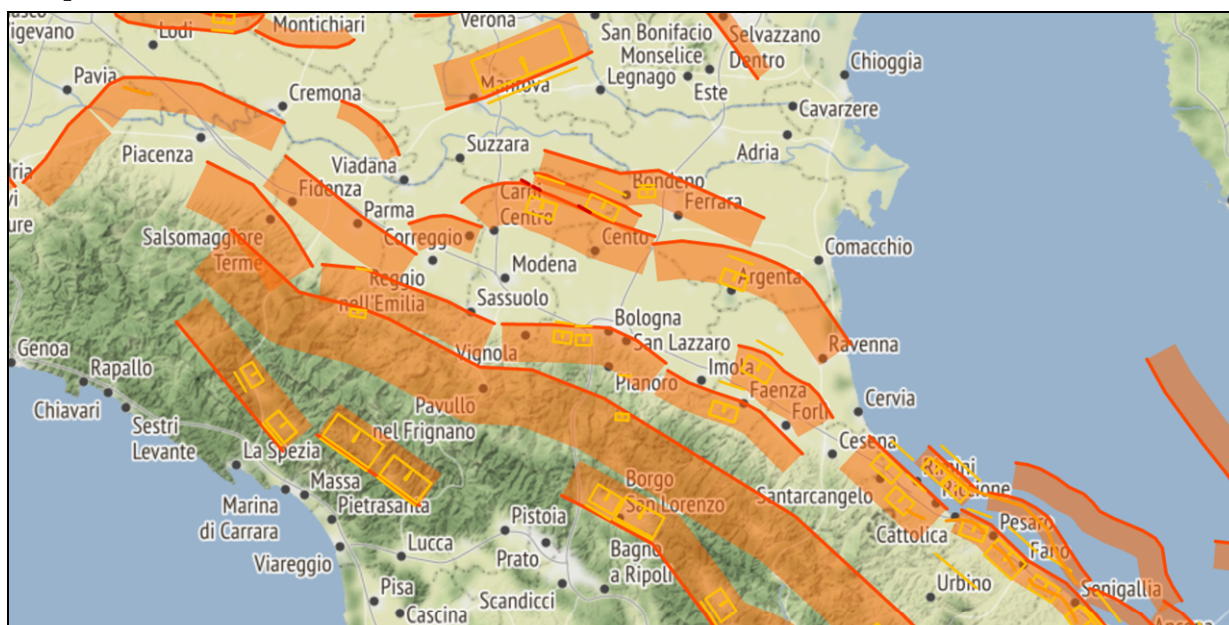 igevano
Lodi
Montichiari
Verona
San Bonifacio
Monselice
Legnago
Selvazzano
Dentro
Chioggia
Pavia
Cremona
Mantova
Este
Cavarzere
Piacenza
Viadana
Suzzara
Adria
Fidenza
Parma
Salsomaggiore
Terme
Correggio
Carpi
Centro
Bondeno
Ferrara
Cento
Comacchio
ure
Reggio
nell'Emilia
Modena
Argenta
Sassuolo
Genoa
Rapallo
Chiavari
Sestri
Levante
Vignola
Bologna
San Lazzaro
Pianoro
Imola
Ravenna
Faenza
Forlì
Cervia
Pavullo
nel Frignano
La Spezia
Massa
Pietrasanta
Marina
di Carrara
Viareggio
Lucca
Pisa
Cascina
Pistoia
Prato
Scandicci
Borgo
San Lorenzo
Bagno
a Ripoli
Cesena
Santarcangelo
Rimini
Riccione
Cattolica
Pesaro
Fano
Urbino
Senigallia
Ancona